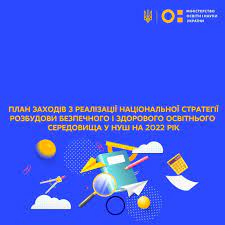 МІНІСТЕРСТВО
ОСВІТИ І НАУКИ
УКРАЇНИ
ПЛАН ЗАХОДІВ З РЕАЛІЗАЦІЇ НАЦІОНАЛЬНОЇ СТРАТЕГІЇ
РОЗБУДОВИ БЕЗПЕЧНОГО І ЗДОРОВОГО ОСВІТНЬОГО
СЕРЕДОВИЩА У НУШ НА 2022 РІК